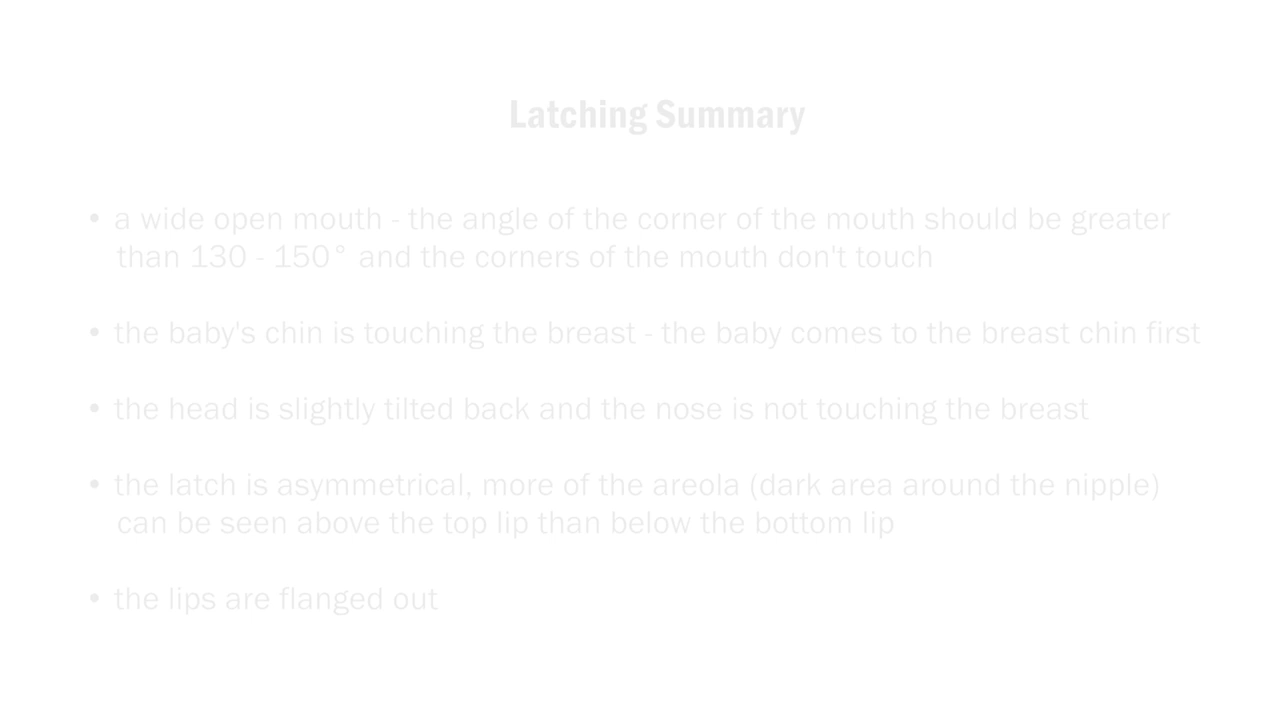 Latching Summary
• a wide open mouth - the angle of the corner of the mouth should be greater
than 130 - 150° and the corners of the mouth don't touch
• the baby's chin is touching the breast - the baby comes to the breast chin first
• the head is slightly tilted back and the nose is not touching the breast
• the latch is asymmetrical, more of the areola (dark area around the nipple)
can be seen above the top lip than below the bottom lip
• the lips are flanged out